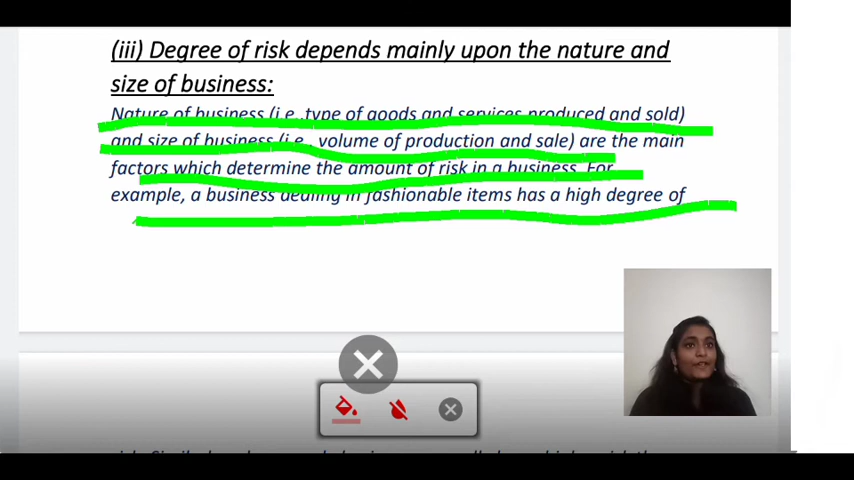 (iii) Degree of risk depends mainly upon the nature and
size of business:
Nature of business (i.e.,type of goods and services produced and sold)
and size of business (i.e., volume of production and sale) are the main
factors which determine the amount of risk in a business. For
example, a business dealing in fashionable items has a high degree of